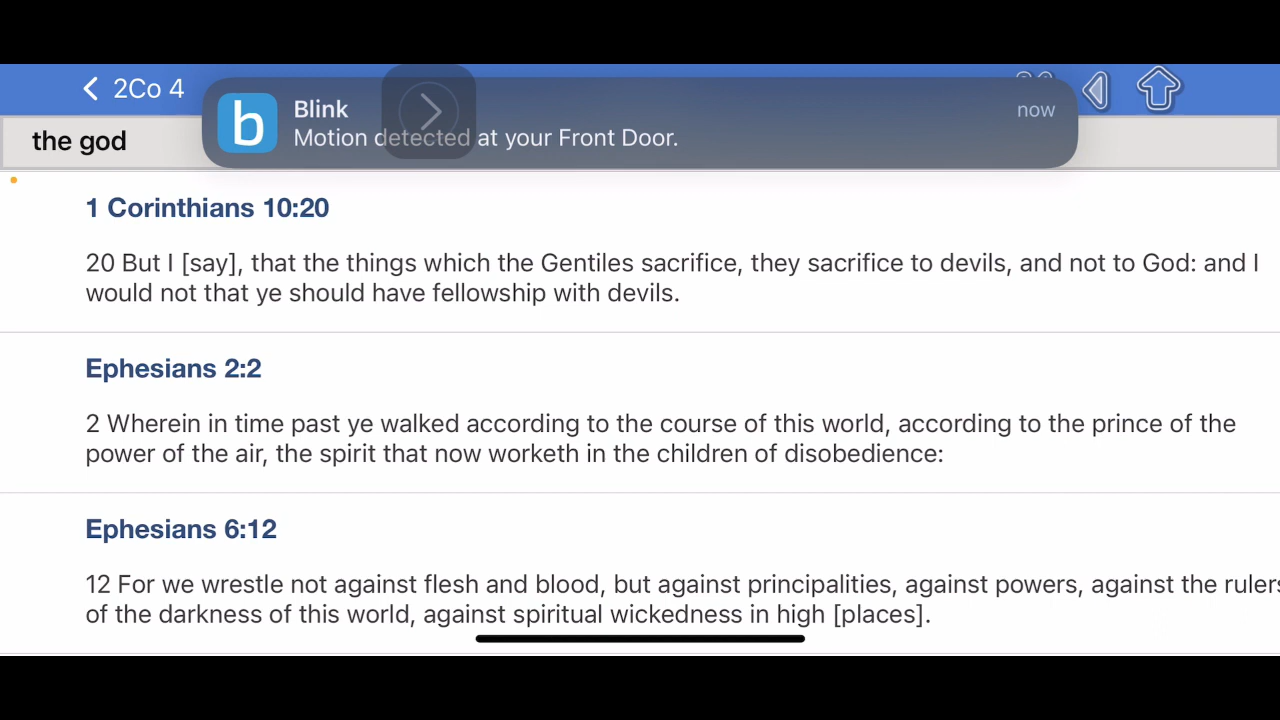 2Co 4
b
Blink
now
Motion detected at your Front Door.
the god
1 Corinthians 10:20
20 But I [say], that the things which the Gentiles sacrifice, they sacrifice to devils, and not to God: and I
would not that ye should have fellowship with devils.
Ephesians 2:2
2 Wherein in time past ye walked according to the course of this world, according to the prince of the
power of the air, the spirit that now worketh in the children of disobedience:
Ephesians 6:12
12 For we wrestle not against flesh and blood, but against principalities, against powers, against the rulers
of the darkness of this world, against spiritual wickedness in high [places].